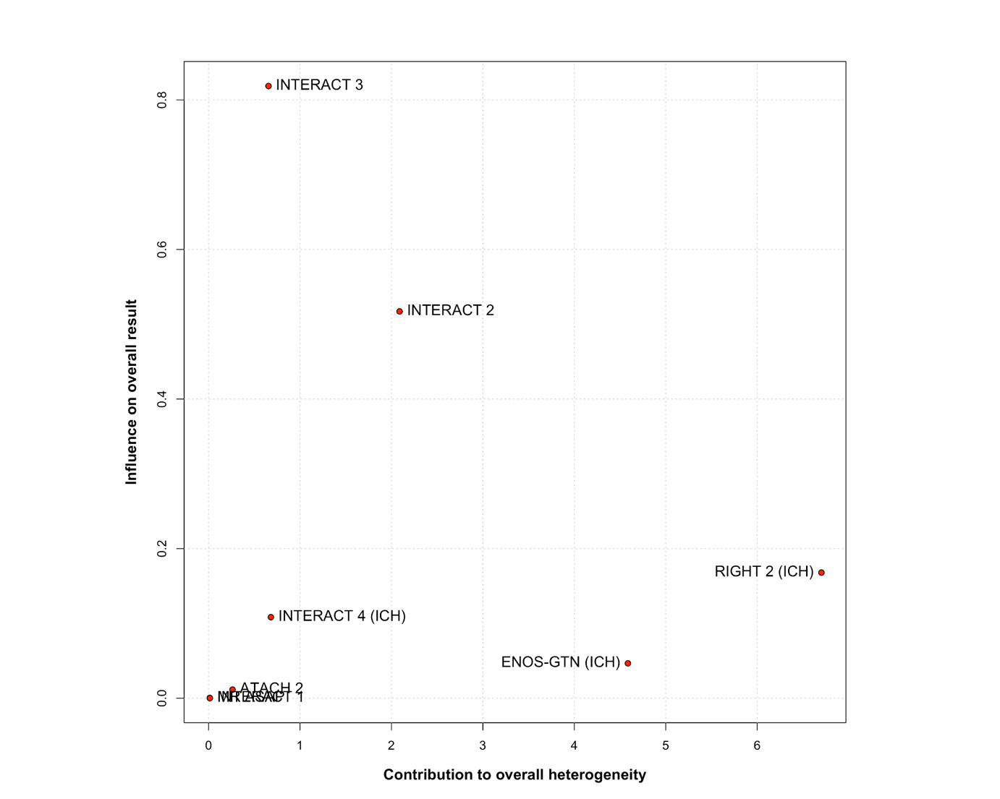 INTERACT 3
0.8
0.6
INTERACT 2
Influence on overall result
0.4
0.2
RIGHT 2 (ICH)
INTERACT 4 (ICH)
ENOS-GTN (ICH)
ATACH 2
INTERACT 1
0.0
0 1 2 3 4 5 6
Contribution to overall heterogeneity